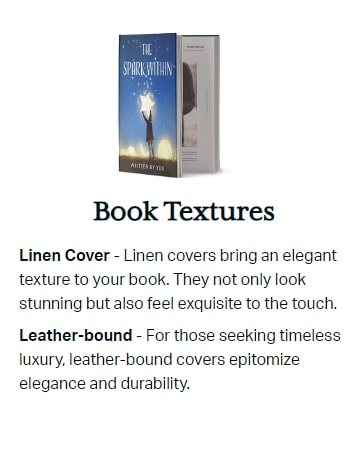 THE
SPARK WITHIN
WRITTEN BY YOU
Book Textures
Linen Cover - Linen covers bring an elegant
texture to your book. They not only look
stunning but also feel exquisite to the touch.
Leather-bound - For those seeking timeless
luxury, leather-bound covers epitomize
elegance and durability.